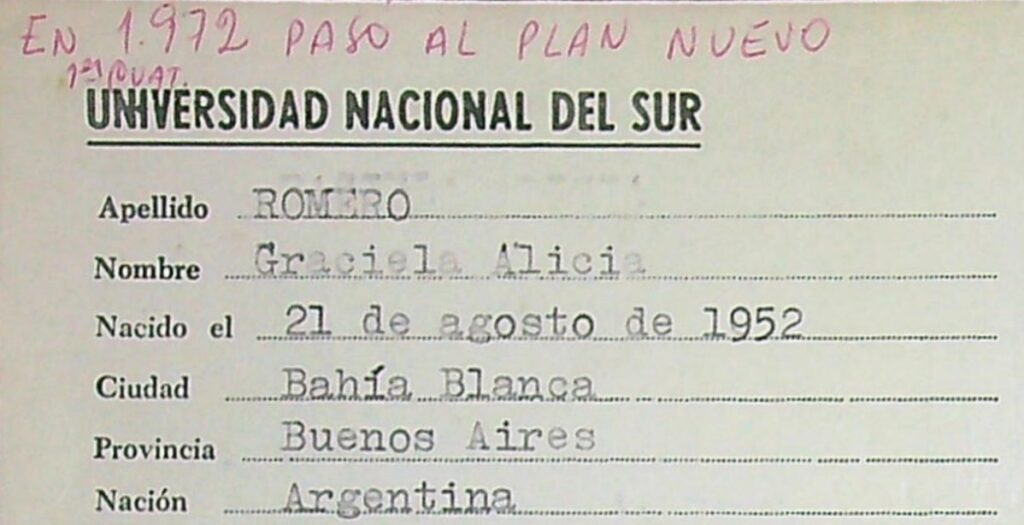 EN 1.972 PASO AL PLAN NUEVO
1er CUAT.
UNIVERSIDAD NACIONAL DEL SUR
Apellido ROMERO
Nombre Graciela Alicia
Nacido el 21 de agosto de 1952
Ciudad Bahía Blanca
Provincia Buenos Aires
Nación Argentina